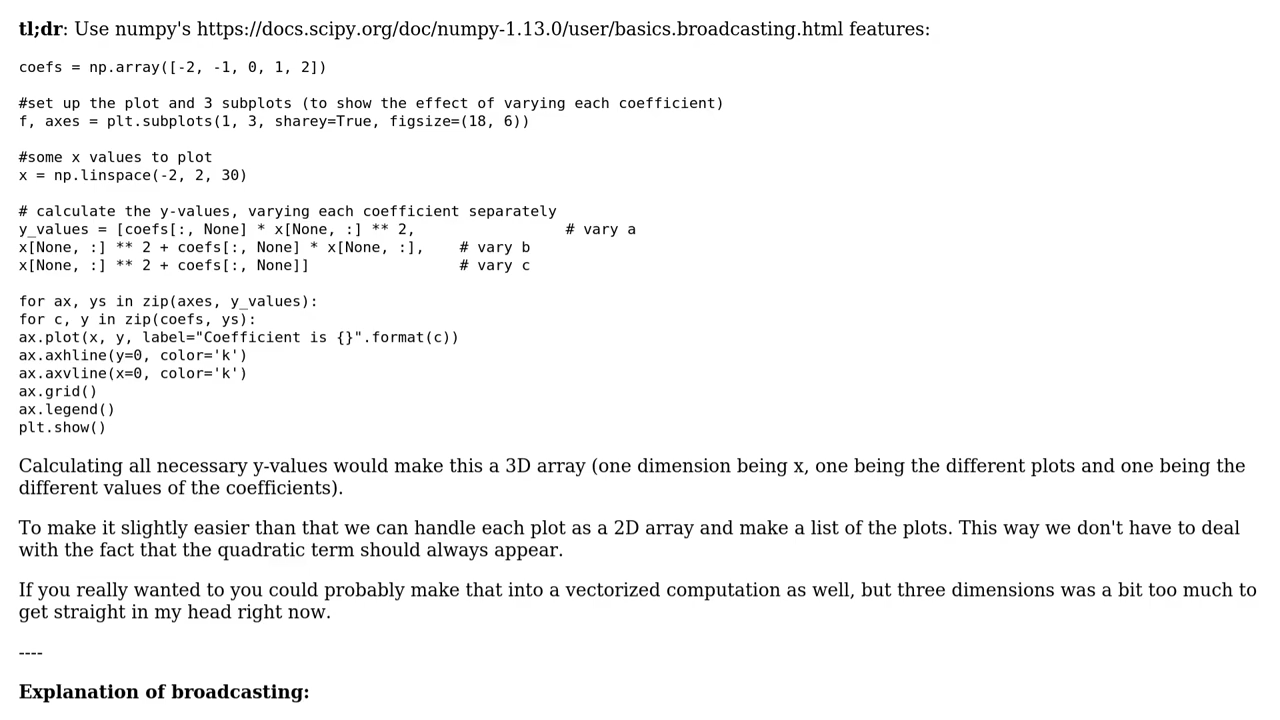 tl;dr: Use numpy's https://docs.scipy.org/doc/numpy-1.13.0/user/basics.broadcasting.html features:
coefs = np.array([-2, -1, 0, 1, 2])
#set up the plot and 3 subplots (to show the effect of varying each coefficient)
f, axes = plt.subplots(1, 3, sharey=True, figsize=(18, 6))
#some x values to plot
x = np.linspace(-2, 2, 30)
# calculate the y-values, varying each coefficient separately
y_values = [coefs[:, None] * x[None, :] ** 2,                 # vary a
x[None, :] ** 2 + coefs[:, None] * x[None, :],    # vary b
x[None, :] ** 2 + coefs[:, None]]                 # vary c
for ax, ys in zip(axes, y_values):
for c, y in zip(coefs, ys):
ax.plot(x, y, label="Coefficient is {}".format(c))
ax.axhline(y=0, color='k')
ax.axvline(x=0, color='k')
ax.grid()
ax.legend()
plt.show()
Calculating all necessary y-values would make this a 3D array (one dimension being x, one being the different plots and one being the
different values of the coefficients).
To make it slightly easier than that we can handle each plot as a 2D array and make a list of the plots. This way we don't have to deal
with the fact that the quadratic term should always appear.
If you really wanted to you could probably make that into a vectorized computation as well, but three dimensions was a bit too much to
get straight in my head right now.
----
Explanation of broadcasting: